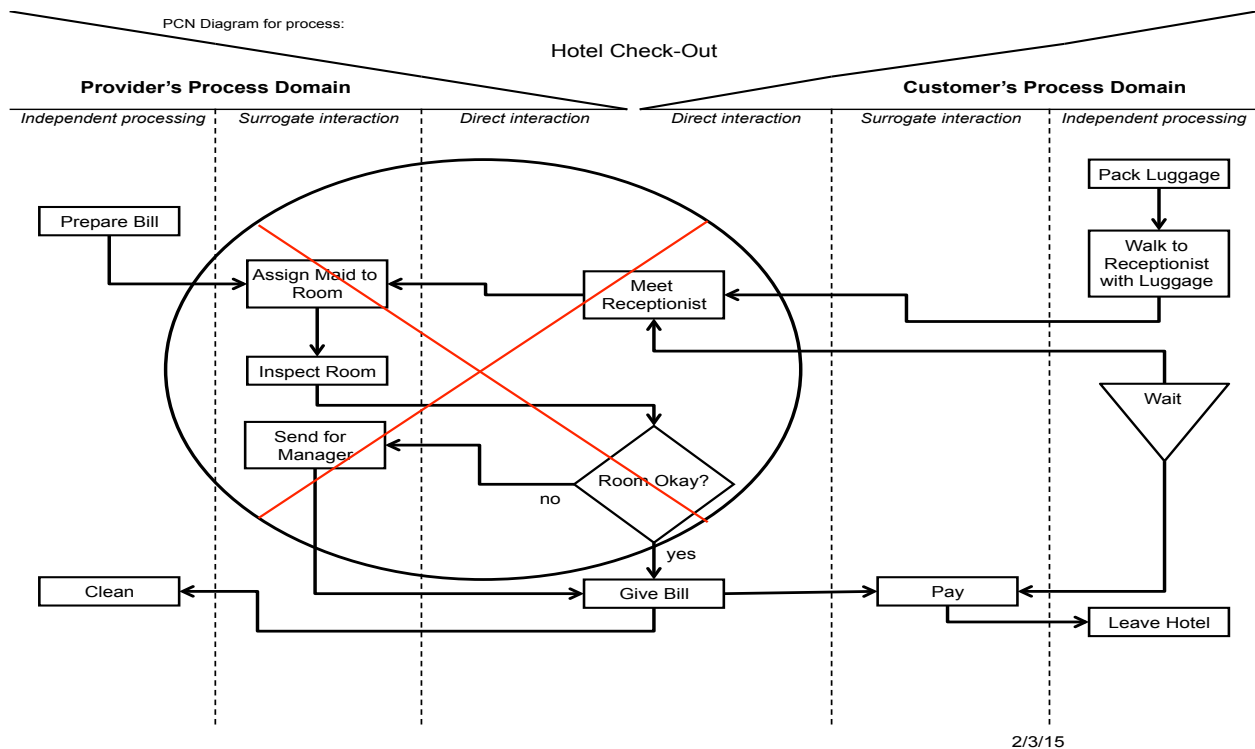 PCN Diagram for process:
Hotel Check-Out
Provider's Process Domain
Customer's Process Domain
Independent processing
Surrogate interaction
Direct interaction
Direct interaction
Surrogate interaction
Independent processing
Pack Luggage
Prepare Bill
Walk to
Receptionist
with Luggage
Assign Maid to
Room
Meet
Receptionist
Inspect Room
Wait
Send for
Manager
Room Okay?
no
yes
Clean
Give Bill
Pay
Leave Hotel
2/3/15